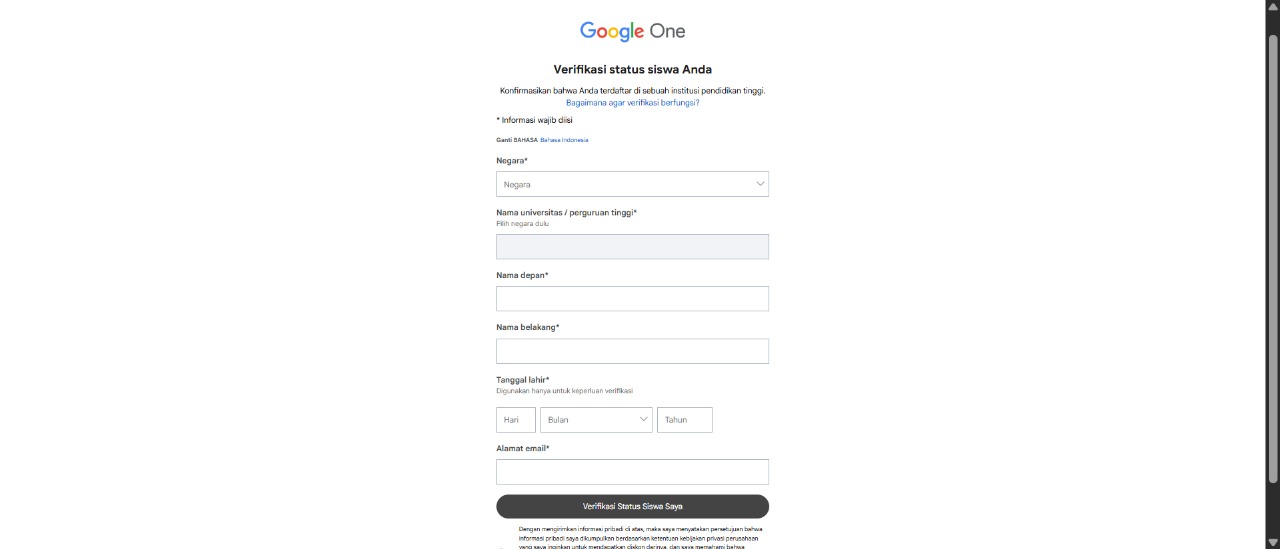 Google One
Verifikasi status siswa Anda
Konfirmasikan bahwa Anda terdaftar di sebuah institusi pendidikan tinggi.
Bagaimana agar verifikasi berfungsi?
* Informasi wajib diisi
Ganti BAHASA Bahasa Indonesia
Negara*
Negara
Nama universitas / perguruan tinggi*
Pilih negara dulu
Nama depan*
Nama belakang*
Tanggal lahir*
Digunakan hanya untuk keperluan verifikasi
Hari Bulan Tahun
Alamat email*
Verifikasi Status Siswa Saya
Dengan mengirimkan informasi pribadi di atas, maka saya menyatakan persetujuan bahwa
informasi pribadi saya dikumpulkan berdasarkan ketentuan kebijakan privasi perusahaan
yang saya inginkan untuk mendapatkan diskon darinya, dan saya memahami bahwa